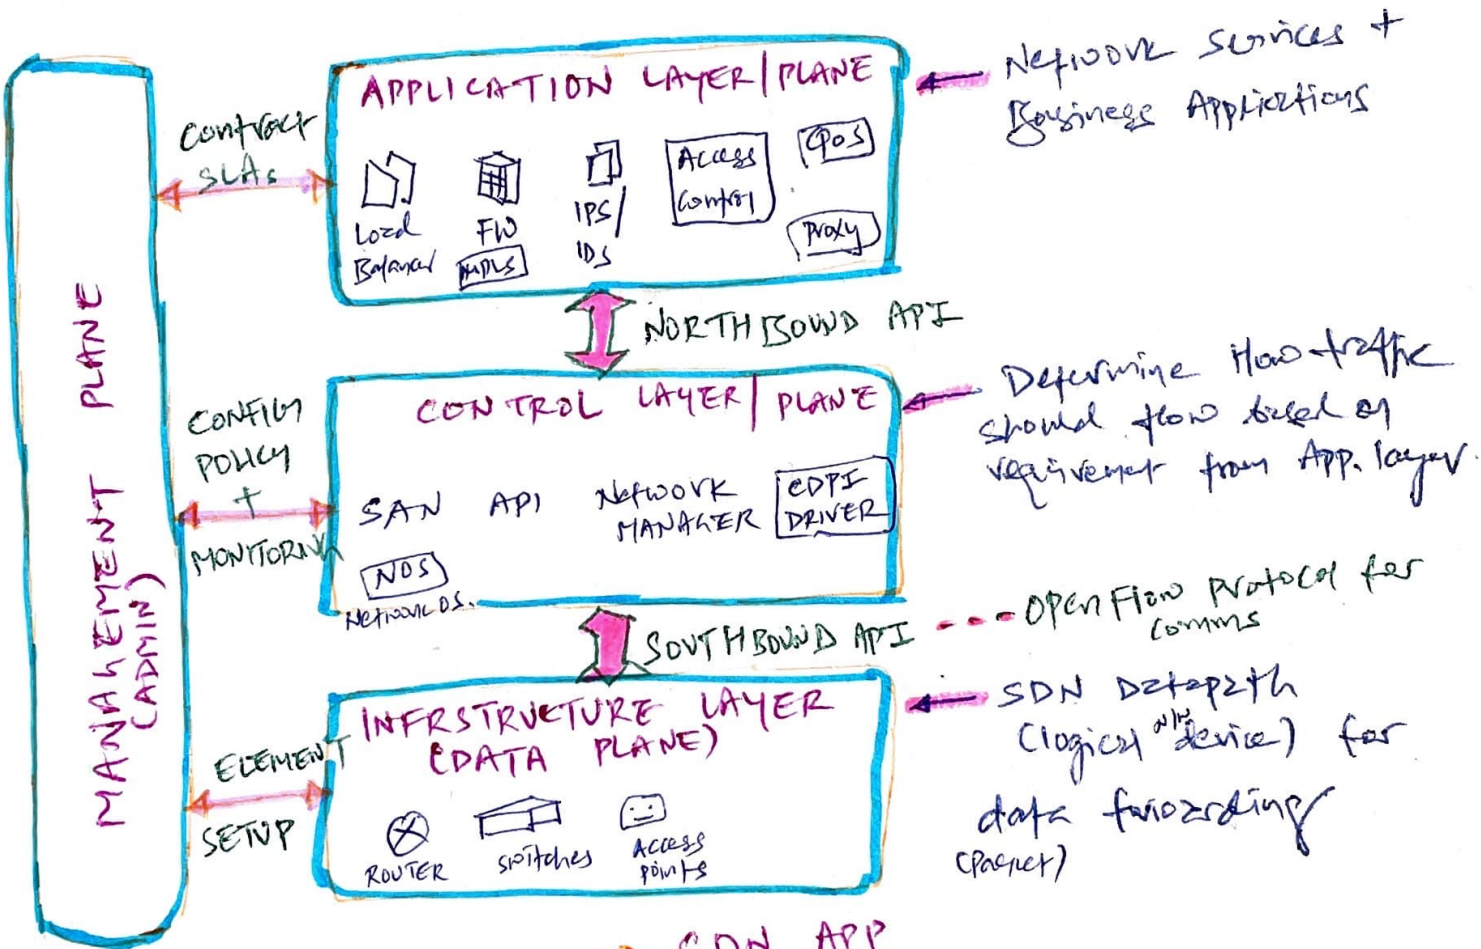 MANAGEMENT PLANE
(ADMIN)
Contract
SLAs
CONFIG
POLICY
+
MONITORING
ELEMENT
SETUP
APPLICATION LAYER/PLANE
Load
Balancer
FW
MPLS
IPS/
IDS
Access
Control
QoS
Proxy
Network Services +
Business Applications
NORTHBOUND API
CONTROL LAYER/PLANE
SAN
API
Network
MANAGER
CDPI
DRIVER
NOS
Network OS.
Determine How traffic
should flow based on
requirement from App. layer.
SOUTHBOUND API
OpenFlow protocol for
comms
INFRSTRUCTURE LAYER
(DATA PLANE)
ROUTER
Switches
Access
points
SDN Datapath
(logical N/W device) for
data forwarding
(Packet)
SDN APP